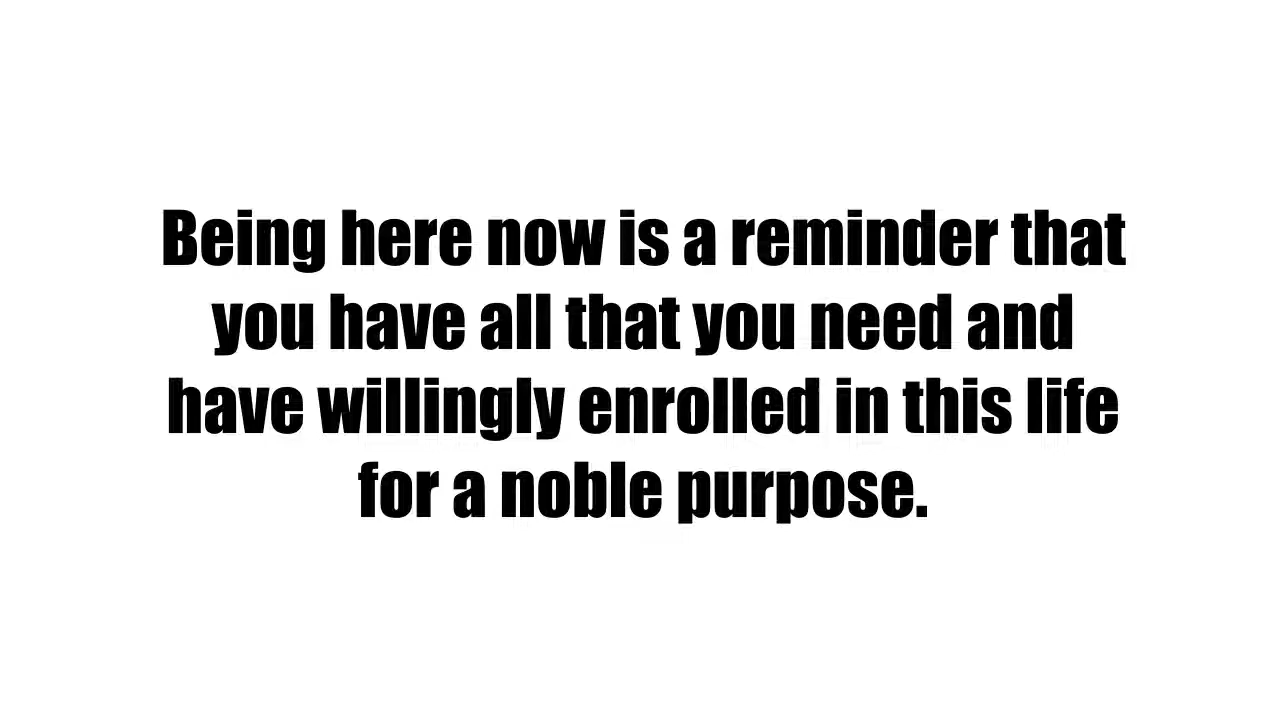 Being here now is a reminder that
you have all that you need and
have willingly enrolled in this life
for a noble purpose.